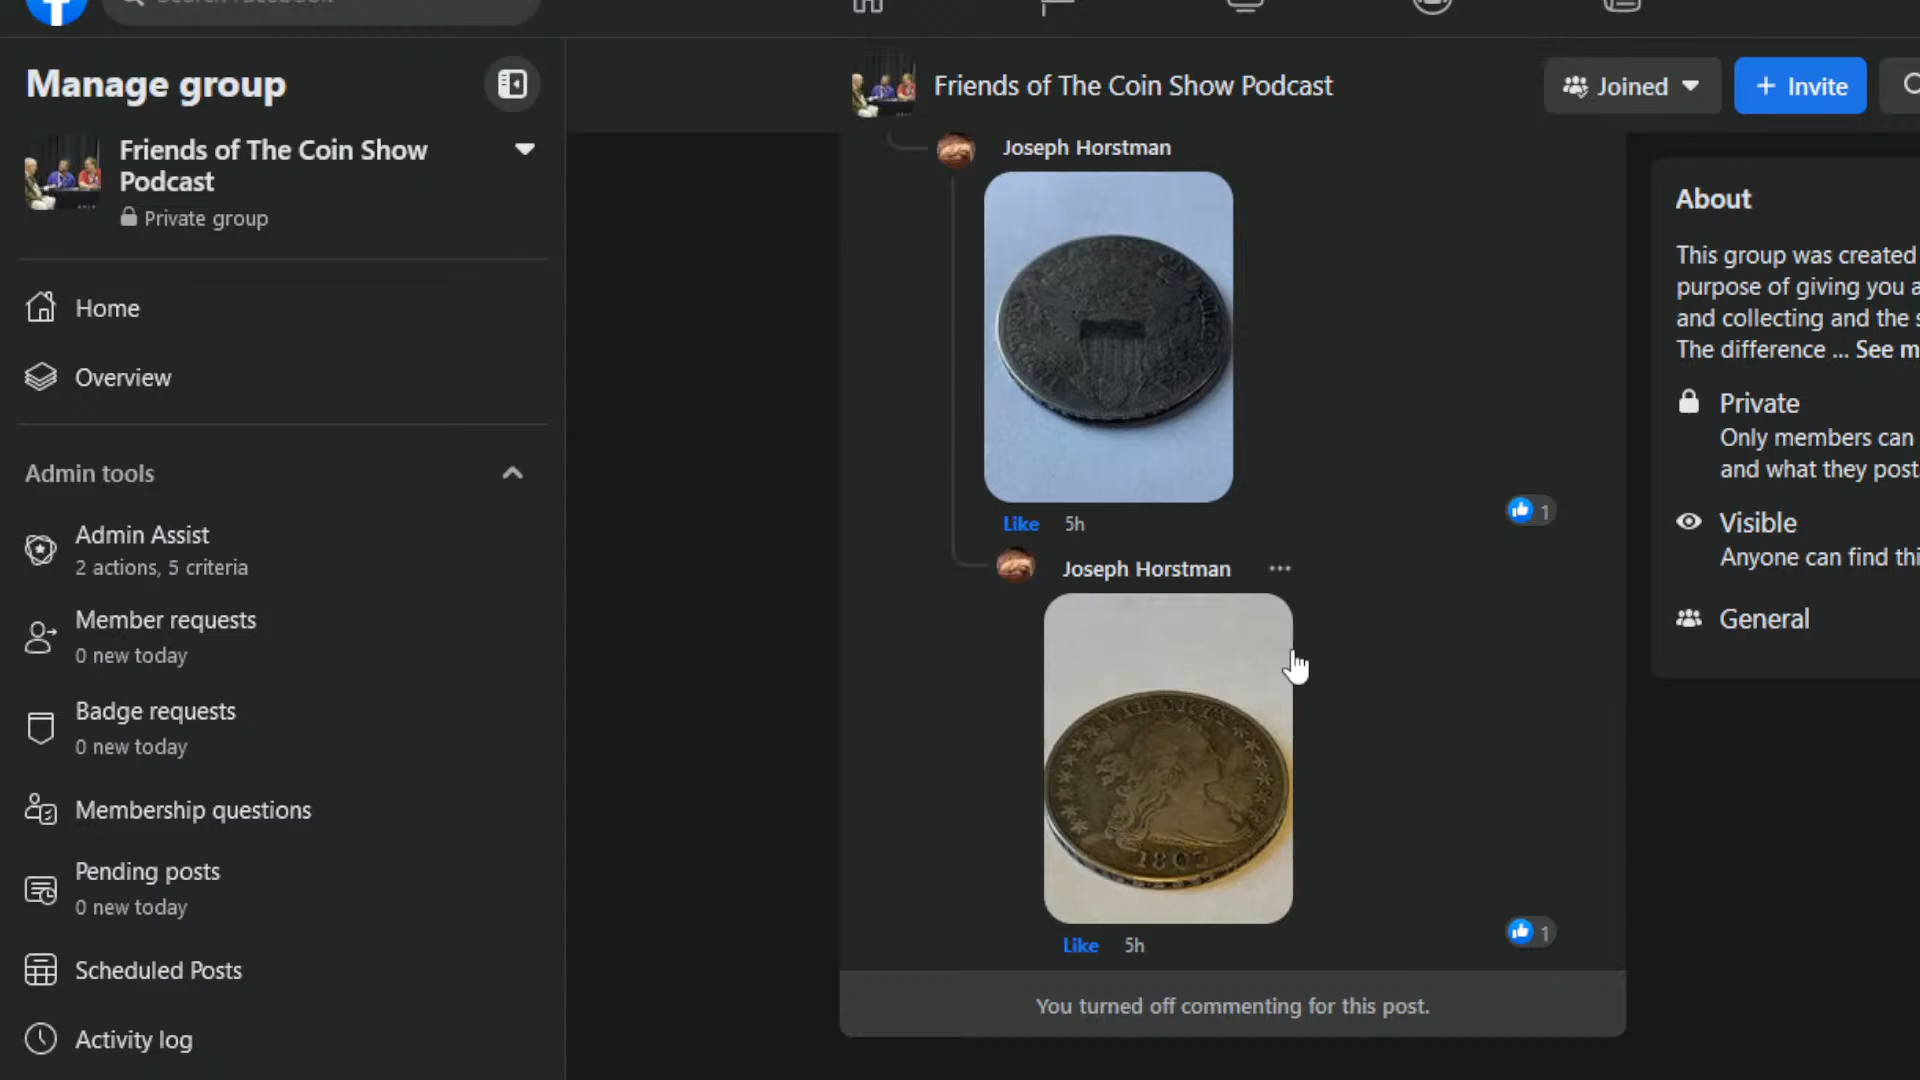 Manage group
Friends of The Coin Show
Podcast
Private group
Home
Overview
Admin tools
Admin Assist
2 actions, 5 criteria
Member requests
0 new today
Badge requests
0 new today
Membership questions
Pending posts
0 new today
Scheduled Posts
Activity log
Friends of The Coin Show Podcast
Joined
+ Invite
Joseph Horstman
Like 5h
1
Joseph Horstman
LIBERTY
Like 5h
1
You turned off commenting for this post.
About
This group was created
purpose of giving you a
and collecting and the s
The difference ... See m
Private
Only members can
and what they post
Visible
Anyone can find thi
General